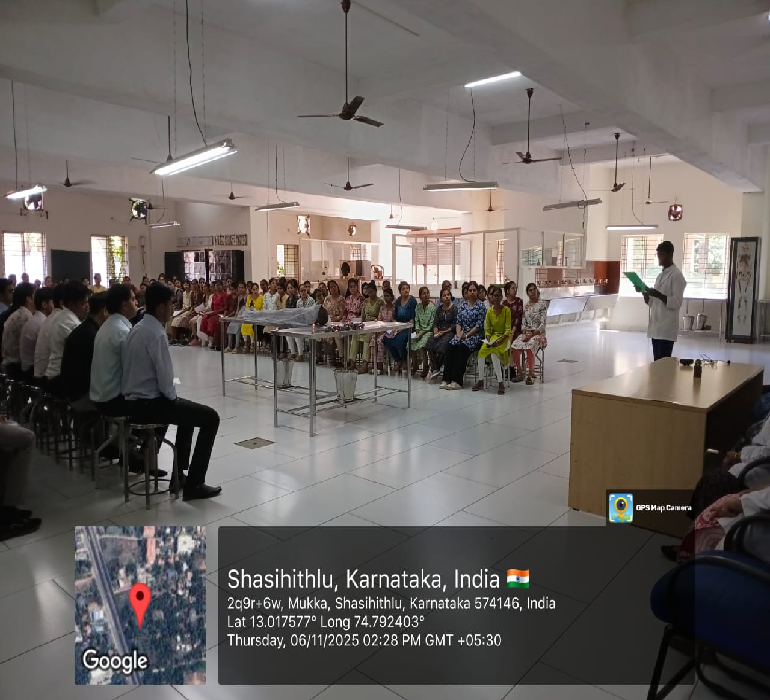 GPS Map Camera
Shasihithlu, Karnataka, India
2q9r+6w, Mukka, Shasihithlu, Karnataka 574146, India
Lat 13.017577° Long 74.792403°
Thursday, 06/11/2025 02:28 PM GMT +05:30
Google